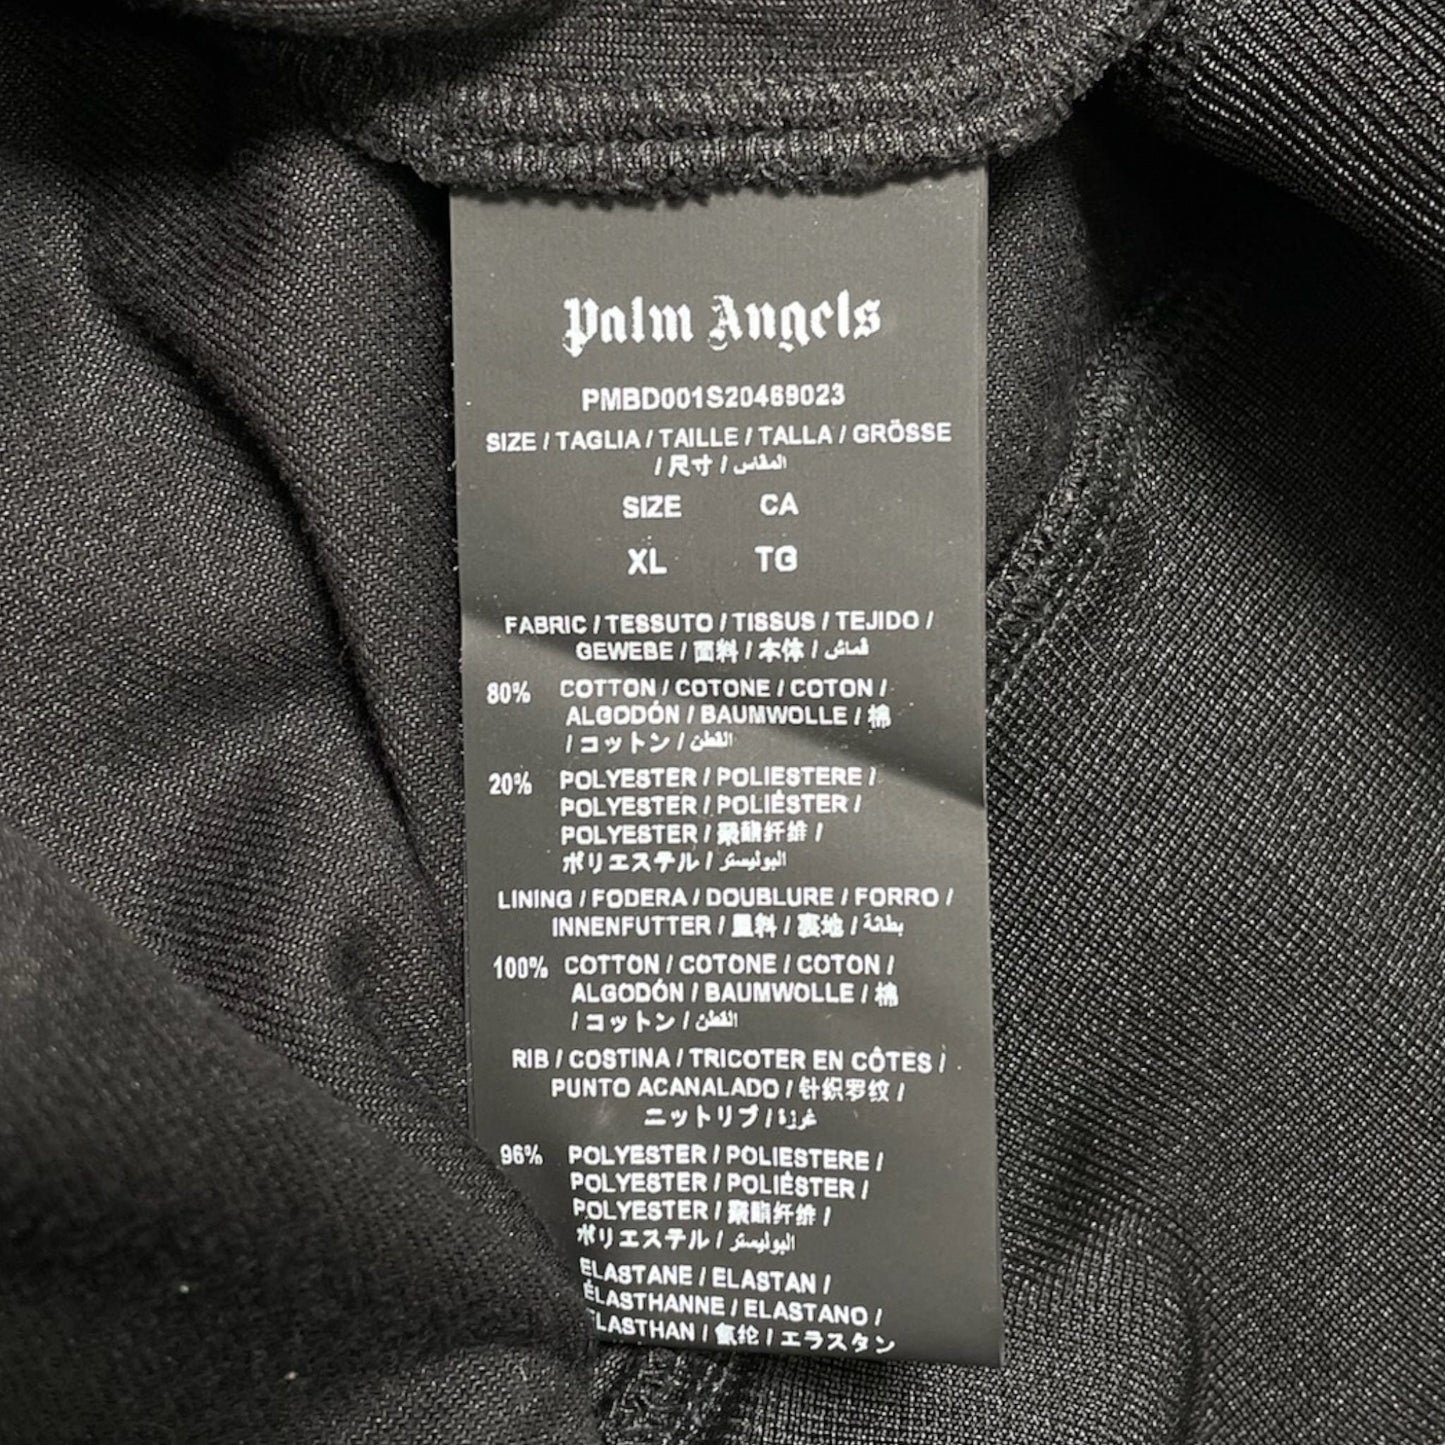 Palm Angels
PMBD001S20469023
SIZE / TAGLIA / TAILLE / TALLA / GRÖSSE
/ 尺寸 / المقاس
SIZE CA
XL TG
FABRIC / TESSUTO / TISSUS / TEJIDO /
GEWEBE / 面料 / 本体 / قماش
80% COTTON / COTONE / COTON /
ALGODÓN / BAUMWOLLE / 棉
/ コットン / القطن
20% POLYESTER / POLIESTERE /
POLYESTER / POLIÉSTER /
POLYESTER / 聚酯纤维 /
ポリエステル / البوليستر
LINING / FODERA / DOUBLURE / FORRO /
INNENFUTTER / 里料 / 裏地 / بطانة
100% COTTON / COTONE / COTON /
ALGODÓN / BAUMWOLLE / 棉
/ コットン / القطن
RIB / COSTINA / TRICOTER EN CÔTES /
PUNTO ACANALADO / 针织罗纹 /
ニットリブ / غرزة
96% POLYESTER / POLIESTERE /
POLYESTER / POLIÉSTER /
POLYESTER / 聚酯纤维 /
ポリエステル / البوليستر
ELASTANE / ELASTAN /
ÉLASTHANNE / ELASTANO /
LASTHAN / 氨纶 / エラスタン